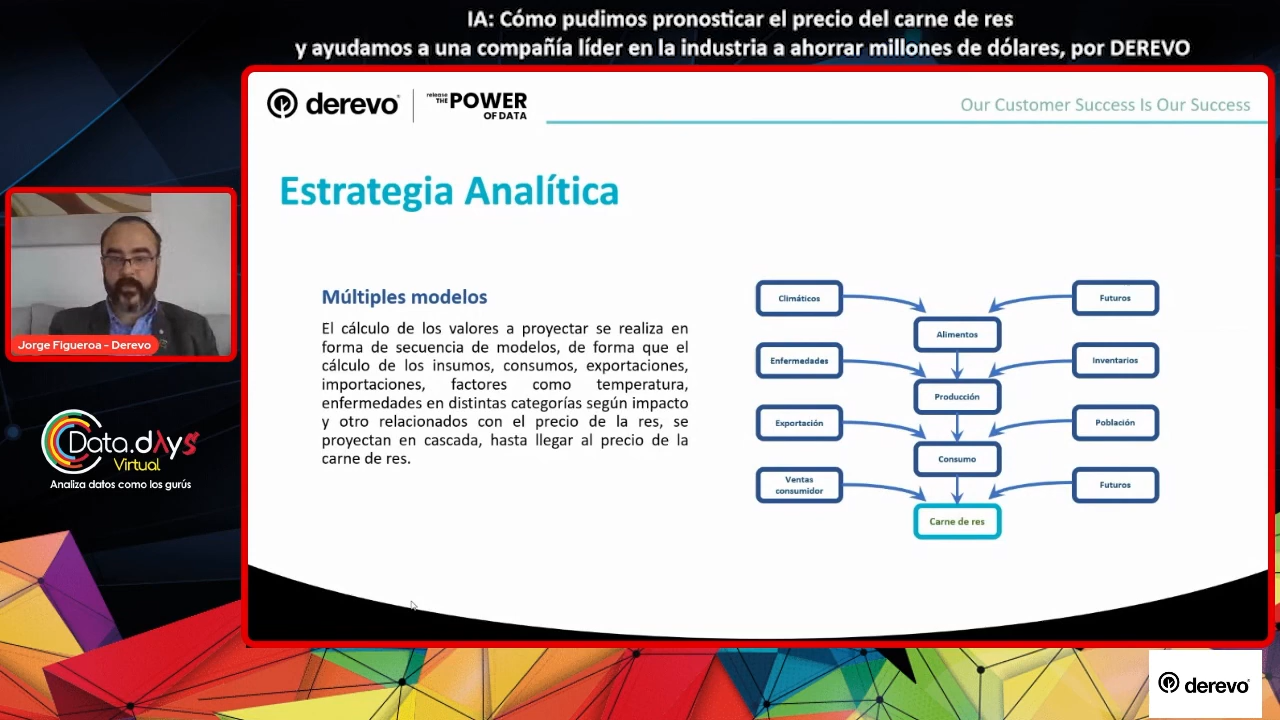 IA: Cómo pudimos pronosticar el precio del carne de res
y ayudamos a una compañía líder en la industria a ahorrar millones de dólares, por DEREVO
derevo
release
THE POWER
OF DATA
Our Customer Success Is Our Success
Estrategia Analítica
Múltiples modelos
El cálculo de los valores a proyectar se realiza en
forma de secuencia de modelos, de forma que el
cálculo de los insumos, consumos, exportaciones,
importaciones, factores como temperatura,
enfermedades en distintas categorías según impacto
y otro relacionados con el precio de la res, se
proyectan en cascada, hasta llegar al precio de la
carne de res.
Climáticos
Futuros
Alimentos
Enfermedades
Inventarios
Producción
Exportación
Población
Consumo
Ventas
consumidor
Futuros
Carne de res
Jorge Figueroa - Derevo
Data.dAys
Virtual
Analiza datos como los gurús
derevo